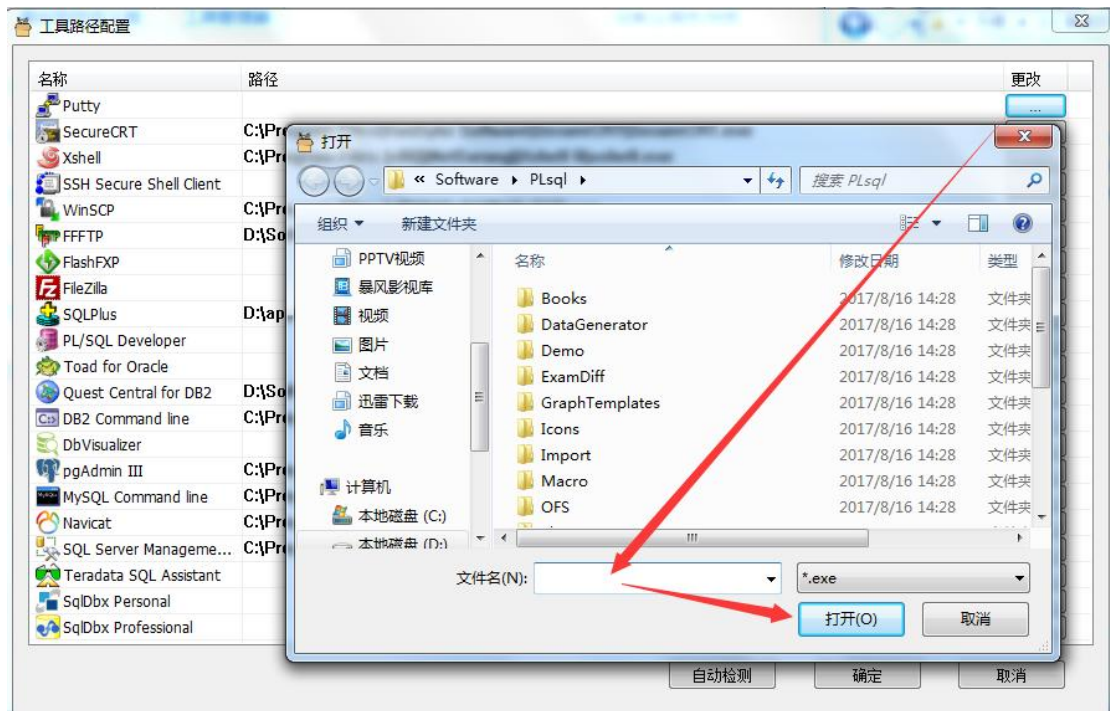 工具路径配置
名称 路径 更改
Putty ...
SecureCRT C:\Pr
Xshell C:\Pr
SSH Secure Shell Client
WinSCP C:\Pr
FFFTP D:\So
FlashFXP
FileZilla
SQLPlus D:\ap
PL/SQL Developer
Toad for Oracle
Quest Central for DB2 D:\So
DB2 Command line C:\Pr
DbVisualizer
pgAdmin III C:\Pr
MySQL Command line C:\Pr
Navicat C:\Pr
SQL Server Manageme... C:\Pr
Teradata SQL Assistant
SqlDbx Personal
SqlDbx Professional
打开
« Software PLsql
搜索 PLsql
组织 新建文件夹
PPTV视频
暴风影视库
视频
图片
文档
迅雷下载
音乐
计算机
本地磁盘 (C:)
本地磁盘 (D:)
名称 修改日期 类型
Books 2017/8/16 14:28 文件夹
DataGenerator 2017/8/16 14:28 文件夹
Demo 2017/8/16 14:28 文件夹
ExamDiff 2017/8/16 14:28 文件夹
GraphTemplates 2017/8/16 14:28 文件夹
Icons 2017/8/16 14:28 文件夹
Import 2017/8/16 14:28 文件夹
Macro 2017/8/16 14:28 文件夹
OFS 2017/8/16 14:28 文件夹
文件名(N): *.exe
打开(O) 取消
自动检测 确定 取消